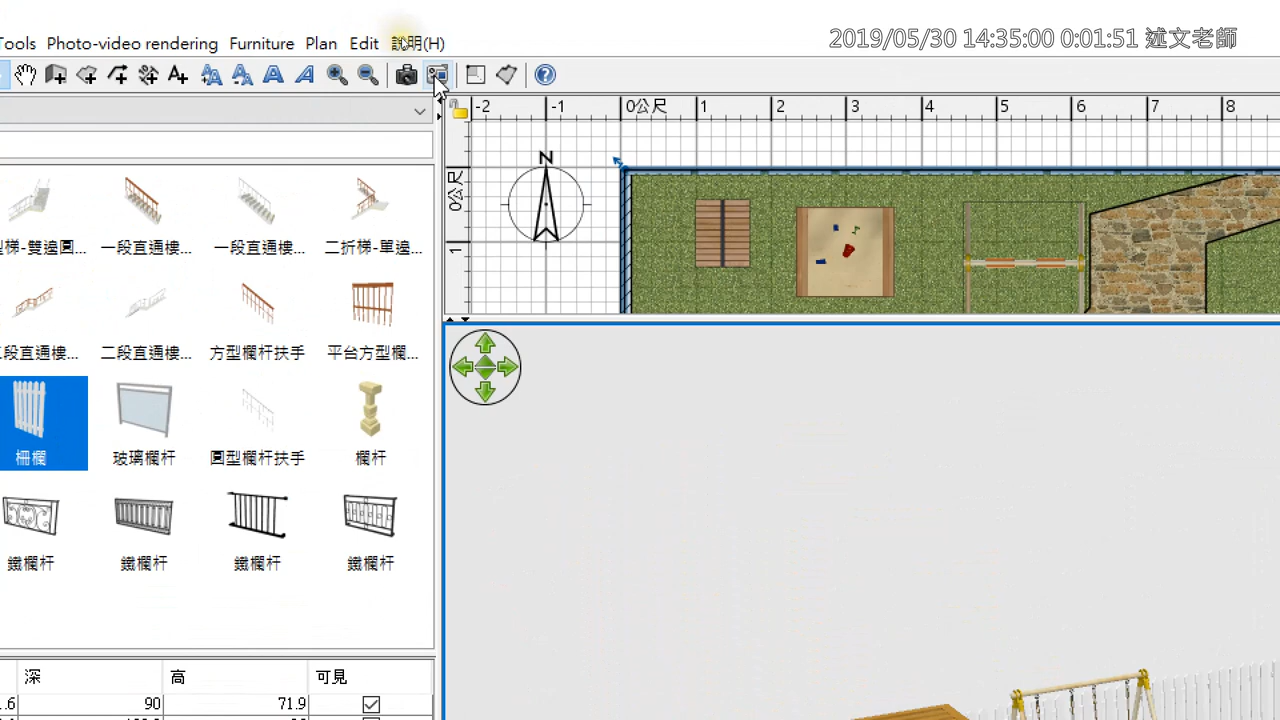 Tools Photo-video rendering Furniture Plan Edit 說明(H)
2019/05/30 14:35:00 0:01:51 述文老師
-2 -1 0公尺 1 2 3 4 5 6 7 8
N
0公尺
1
型梯-雙邊圓... 一段直通樓... 一段直通樓... 二折梯-單邊...
二段直通樓... 二段直通樓... 方型欄杆扶手 平台方型欄...
柵欄 玻璃欄杆 圓型欄杆扶手 欄杆
鐵欄杆 鐵欄杆 鐵欄杆 鐵欄杆
深 高 可見
.6 90 71.9